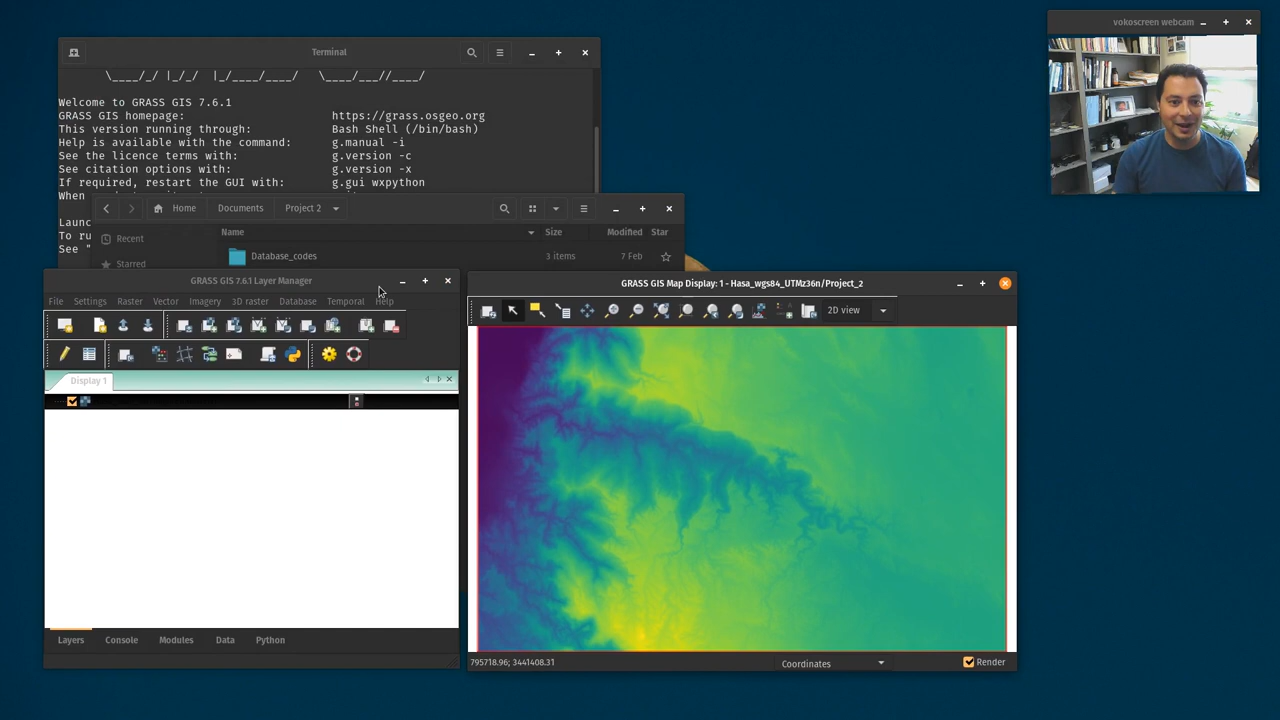 vokoscreen webcam
Terminal
Welcome to GRASS GIS 7.6.1
GRASS GIS homepage: https://grass.osgeo.org
This version running through: Bash Shell (/bin/bash)
Help is available with the command: g.manual -i
See the licence terms with: g.version -c
See citation options with: g.version -x
If required, restart the GUI with: g.gui wxpython
When
Launc
To ru
See "
Home Documents Project 2
Recent
Starred
Name Size Modified Star
Database_codes 3 items 7 Feb
GRASS GIS 7.6.1 Layer Manager
File Settings Raster Vector Imagery 3D raster Database Temporal Help
Display 1
Layers Console Modules Data Python
GRASS GIS Map Display: 1 - Hasa_wgs84_UTMz36n/Project_2
2D view
795718.96; 3441408.31 Coordinates Render